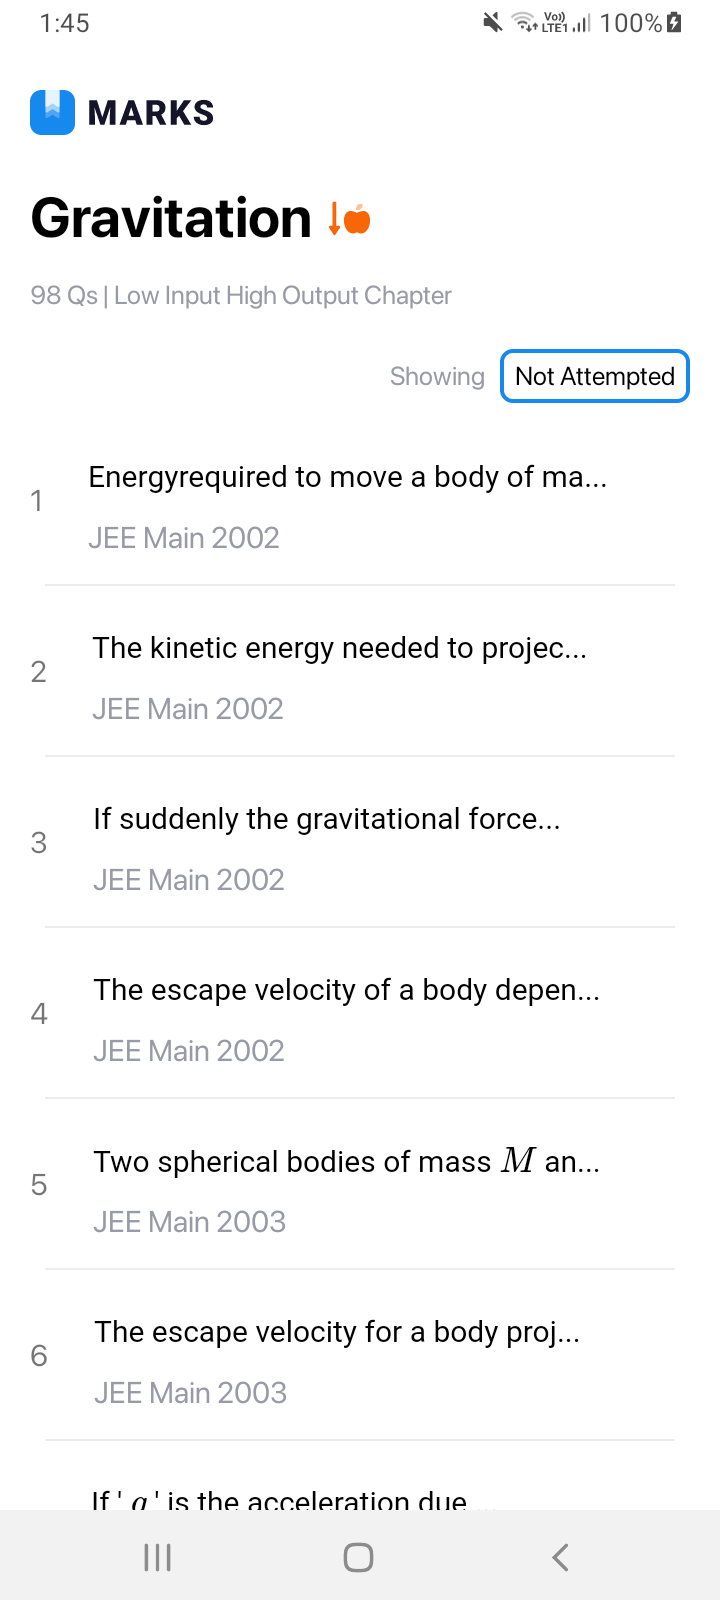 1:45 Vo)) LTE1 100%
MARKS
Gravitation
98 Qs | Low Input High Output Chapter
Showing Not Attempted
1
Energyrequired to move a body of ma...
JEE Main 2002
2
The kinetic energy needed to projec...
JEE Main 2002
3
If suddenly the gravitational force...
JEE Main 2002
4
The escape velocity of a body depen...
JEE Main 2002
5
Two spherical bodies of mass M an...
JEE Main 2003
6
The escape velocity for a body proj...
JEE Main 2003
If ' g ' is the acceleration due....